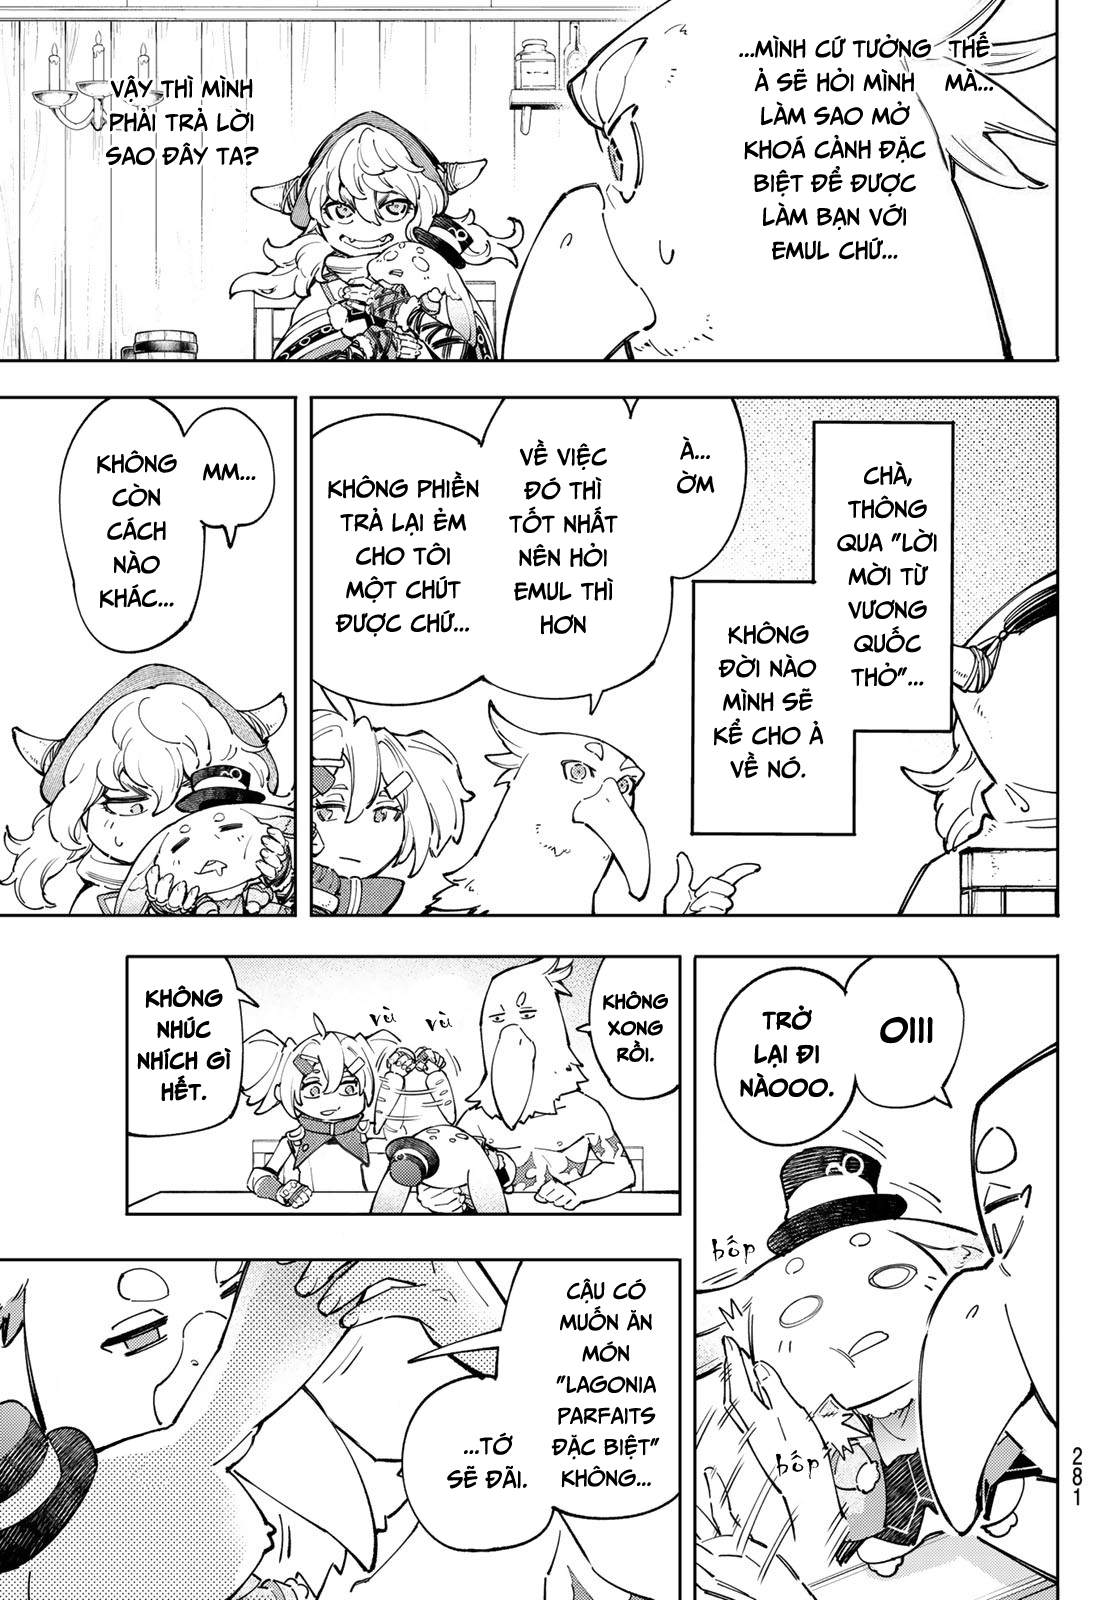 THẾ
MÀ...
...MÌNH CỨ TƯỞNG
Ả SẼ HỎI MÌNH
LÀM SAO MỞ
KHOÁ CẢNH ĐẶC
BIỆT ĐỂ ĐƯỢC
LÀM BẠN VỚI
EMUL CHỨ...
VẬY THÌ MÌNH
PHẢI TRẢ LỜI
SAO ĐÂY TA?
CHÀ,
THÔNG
QUA "LỜI
MỜI TỪ
VƯƠNG
QUỐC
THỎ"...
KHÔNG
ĐỜI NÀO
MÌNH SẼ
KỂ CHO Ả
VỀ NÓ.
À...
ỜM
VỀ VIỆC
ĐÓ THÌ
TỐT NHẤT
NÊN HỎI
EMUL THÌ
HƠN
KHÔNG PHIỀN
TRẢ LẠI ẺM
CHO TÔI
MỘT CHÚT
ĐƯỢC CHỨ...
MM...
KHÔNG
CÒN
CÁCH
NÀO
KHÁC...
OIII
TRỞ
LẠI ĐI
NÀOOO.
bốp
bốp
KHÔNG
XONG
RỒI.
vù
vù
KHÔNG
NHÚC
NHÍCH GÌ
HẾT.
CẬU CÓ
MUỐN ĂN
MÓN
"LAGONIA
PARFAITS
ĐẶC BIỆT"
KHÔNG...
...TỚ
SẼ ĐÃI.
281